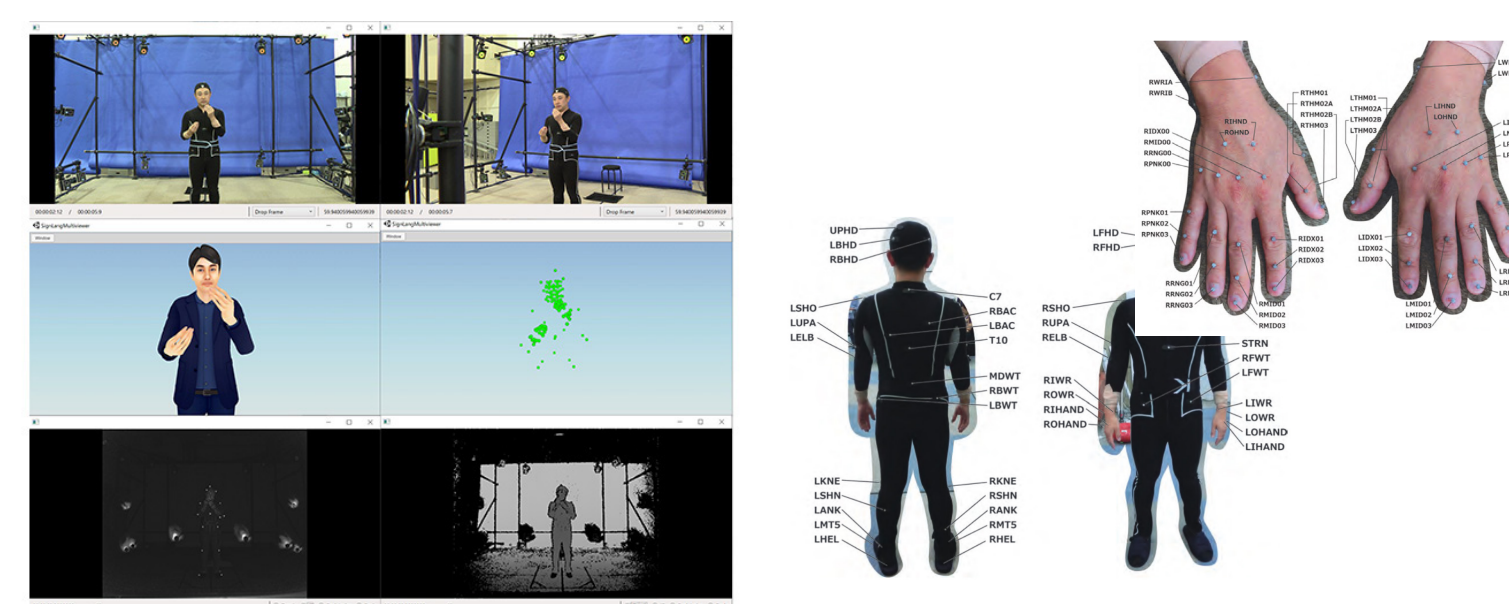 00:00:02:12 / 00:00:05.9
Drop Frame
59.94005994005994
00:00:02:12 / 00:00:05.7
Drop Frame
SignLangMultiviewer
Window
SignLangMultiviewer
Window
UPHD
LBHD
RBHD
LSHO
LUPA
LELB
C7
RBAC
LBAC
T10
MDWT
RBWT
LBWT
LKNE
LSHN
LANK
LMT5
LHEL
RKNE
RSHN
RANK
RMT5
RHEL
LFHD
RFHD
RSHO
RUPA
RELB
RIWR
ROWR
RIHAND
ROHAND
STRN
RFWT
LFWT
LIWR
LOWR
LOHAND
LIHAND
RWRIA
RWRIB
RIDX00
RMID00
RRNG00
RPNK00
RIHND
ROHND
RTHM01
RTHM02A
RTHM02B
RTHM03
RPNK01
RPNK02
RPNK03
RIDX01
RIDX02
RIDX03
RRNG01
RRNG02
RRNG03
RMID01
RMID02
RMID03
LTHM01
LTHM02A
LTHM02B
LTHM03
LIHND
LOHND
LIDX01
LIDX02
LIDX03
LMID01
LMID02
LMID03